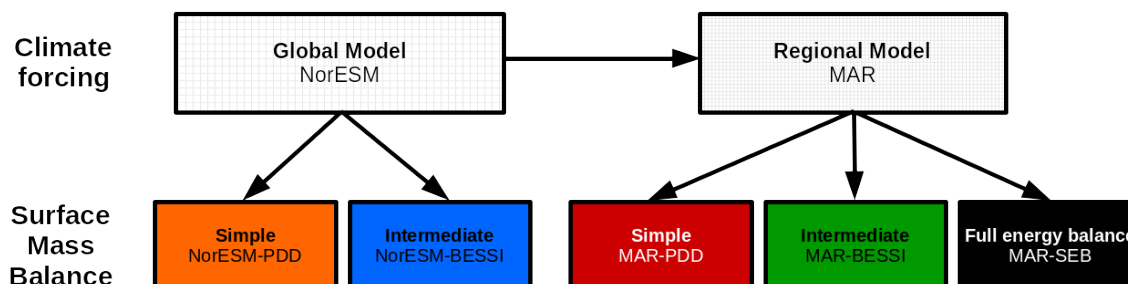 Climate
forcing
Global Model
NorESM
Regional Model
MAR
Surface
Mass
Balance
Simple
NorESM-PDD
Intermediate
NorESM-BESSI
Simple
MAR-PDD
Intermediate
MAR-BESSI
Full energy balance
MAR-SEB